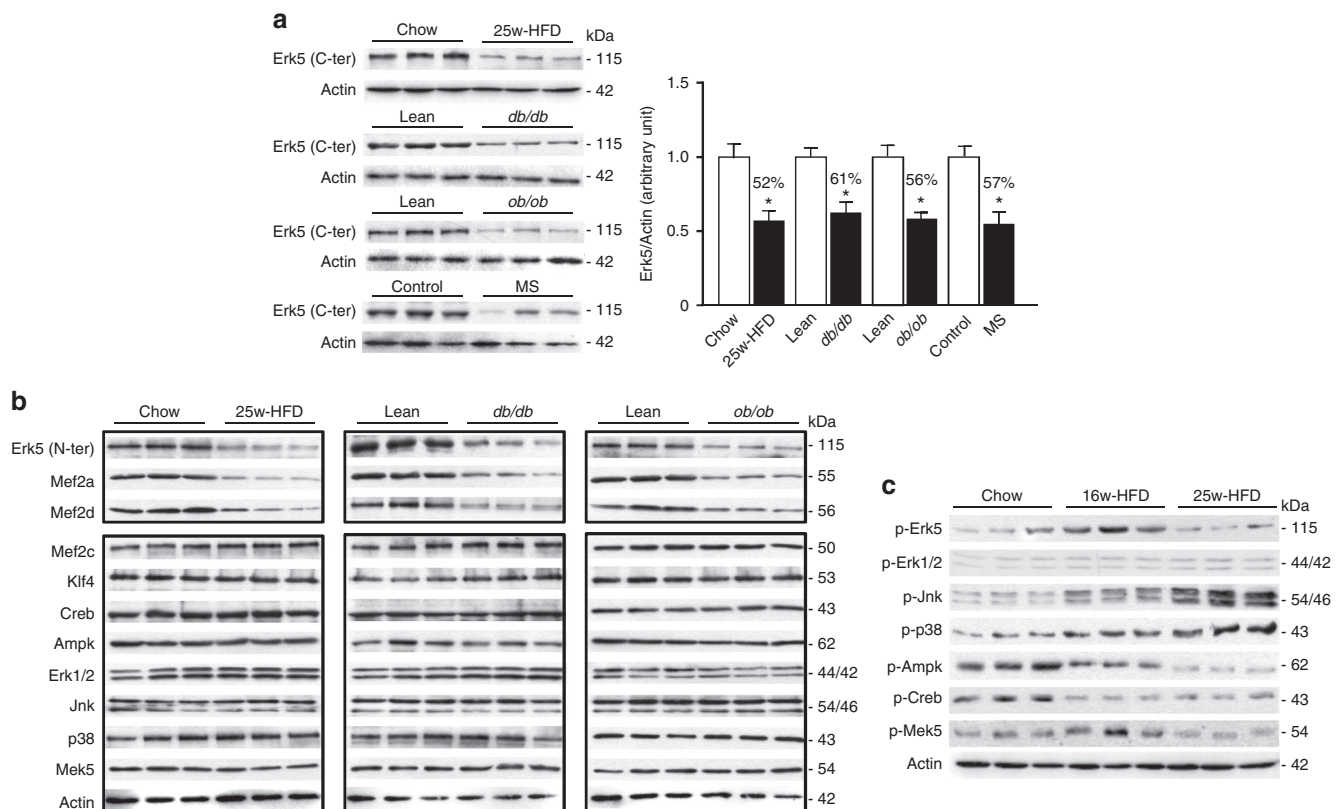 a
Chow 25w-HFD kDa
Erk5 (C-ter) - 115
Actin - 42
Lean db/db
Erk5 (C-ter) - 115
Actin - 42
Lean ob/ob
Erk5 (C-ter) - 115
Actin - 42
Control MS
Erk5 (C-ter) - 115
Actin - 42
Erk5/Actin (arbitrary unit)
1.5
1.0
0.5
0
52% 61% 56% 57%
* * * *
Chow 25w-HFD Lean db/db Lean ob/ob Control MS
b
Chow 25w-HFD Lean db/db Lean ob/ob kDa
Erk5 (N-ter) - 115
Mef2a - 55
Mef2d - 56
Mef2c - 50
Klf4 - 53
Creb - 43
Ampk - 62
Erk1/2 - 44/42
Jnk - 54/46
p38 - 43
Mek5 - 54
Actin - 42
c
Chow 16w-HFD 25w-HFD kDa
p-Erk5 - 115
p-Erk1/2 - 44/42
p-Jnk - 54/46
p-p38 - 43
p-Ampk - 62
p-Creb - 43
p-Mek5 - 54
Actin - 42